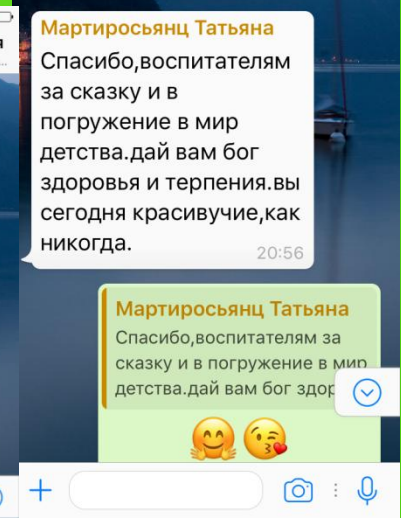 я
Мартиросьянц Татьяна
Спасибо,воспитателям
за сказку и в
погружение в мир
детства.дай вам бог
здоровья и терпения.вы
сегодня красивучие,как
никогда.
20:56
Мартиросьянц Татьяна
Спасибо,воспитателям за
сказку и в погружение в мир
детства.дай вам бог здор